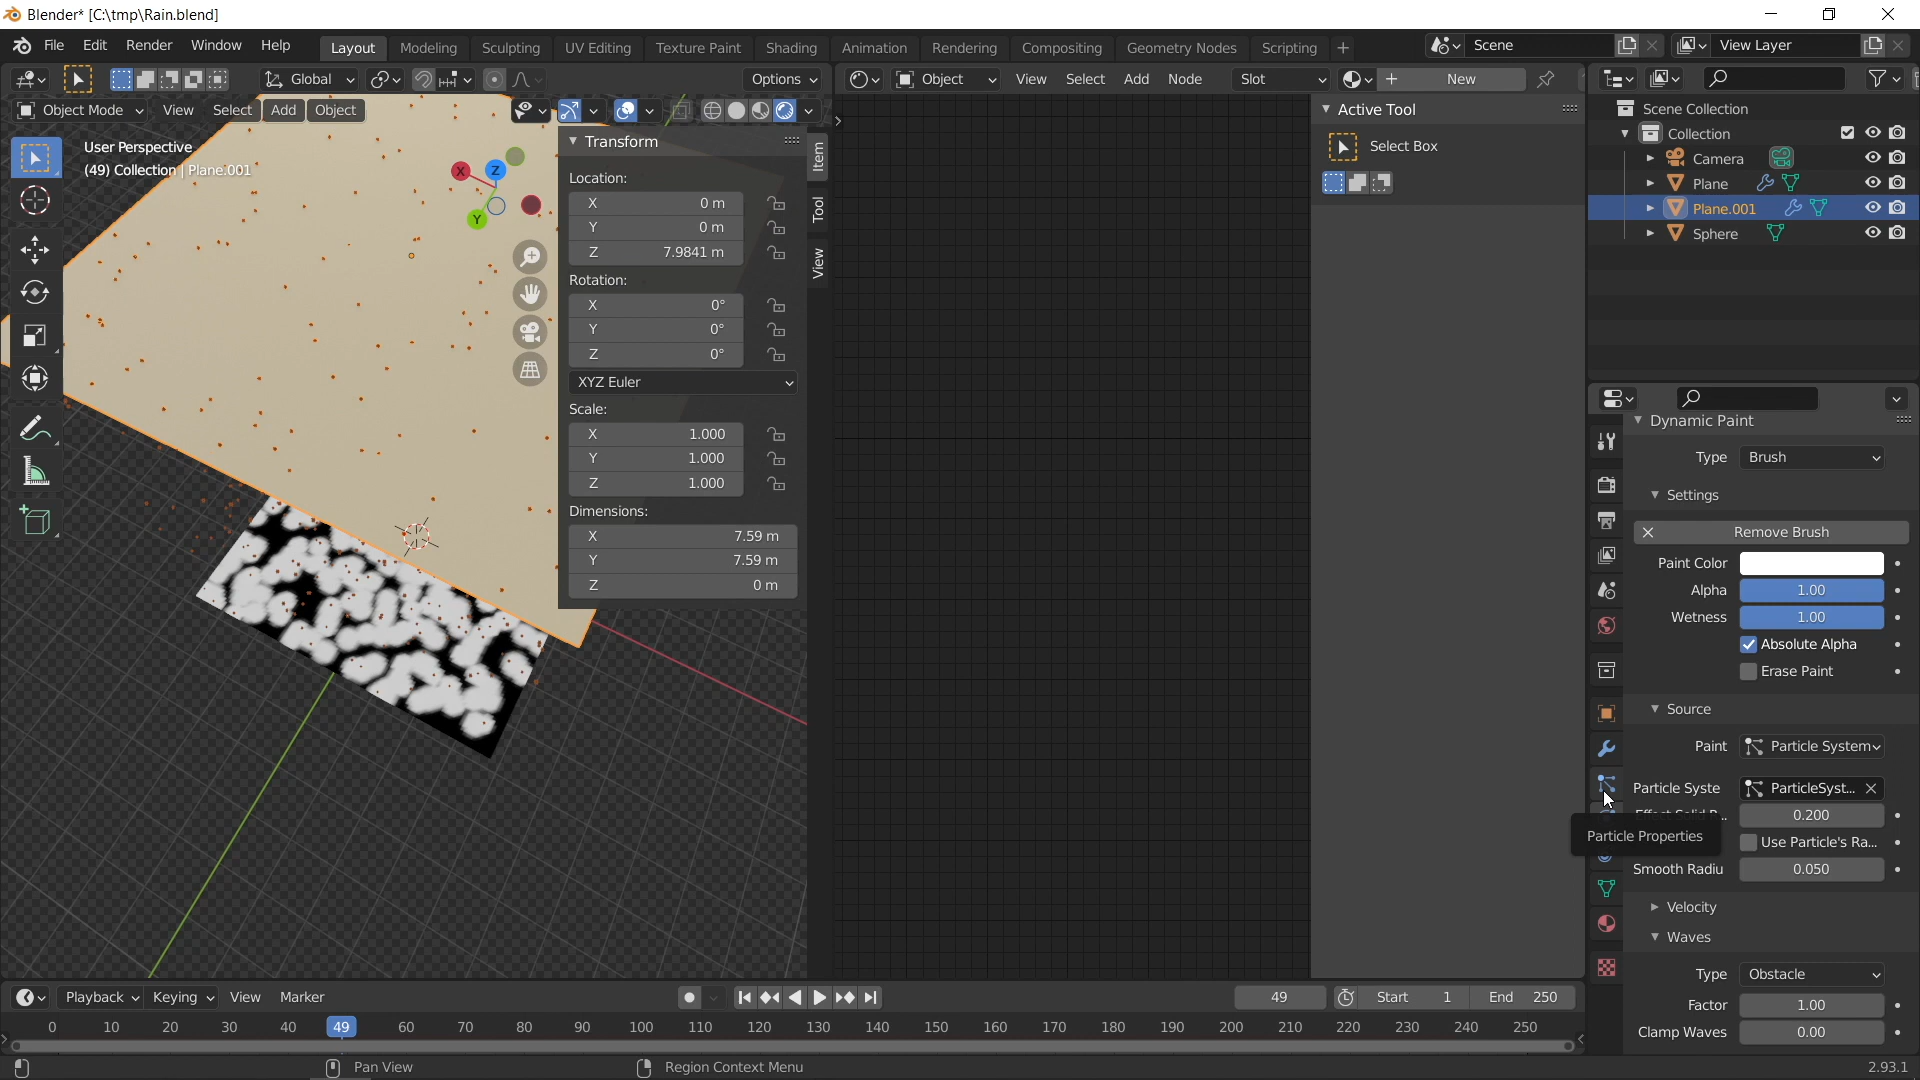 Blender* [C:\tmp\Rain.blend]
File Edit Render Window Help
Layout Modeling Sculpting UV Editing Texture Paint Shading Animation Rendering Compositing Geometry Nodes Scripting +
Scene
View Layer
Global
Options
Object
View Select Add Node
Slot
New
Object Mode View Select Add Object
User Perspective
(49) Collection | Plane.001
X
Z
Y
Transform
Location:
X 0 m
Y 0 m
Z 7.9841 m
Rotation:
X 0°
Y 0°
Z 0°
XYZ Euler
Scale:
X 1.000
Y 1.000
Z 1.000
Dimensions:
X 7.59 m
Y 7.59 m
Z 0 m
Item
Tool
View
Active Tool
Select Box
Scene Collection
Collection
Camera
Plane
Plane.001
Sphere
Dynamic Paint
Type Brush
Settings
Remove Brush
Paint Color
Alpha 1.00
Wetness 1.00
Absolute Alpha
Erase Paint
Source
Paint Particle System
Particle Syste ParticleSyst...
0.200
Particle Properties
Use Particle's Ra...
Smooth Radiu 0.050
Velocity
Waves
Type Obstacle
Factor 1.00
Clamp Waves 0.00
Playback Keying View Marker
49
Start 1
End 250
0 10 20 30 40 49 60 70 80 90 100 110 120 130 140 150 160 170 180 190 200 210 220 230 240 250
Pan View
Region Context Menu
2.93.1